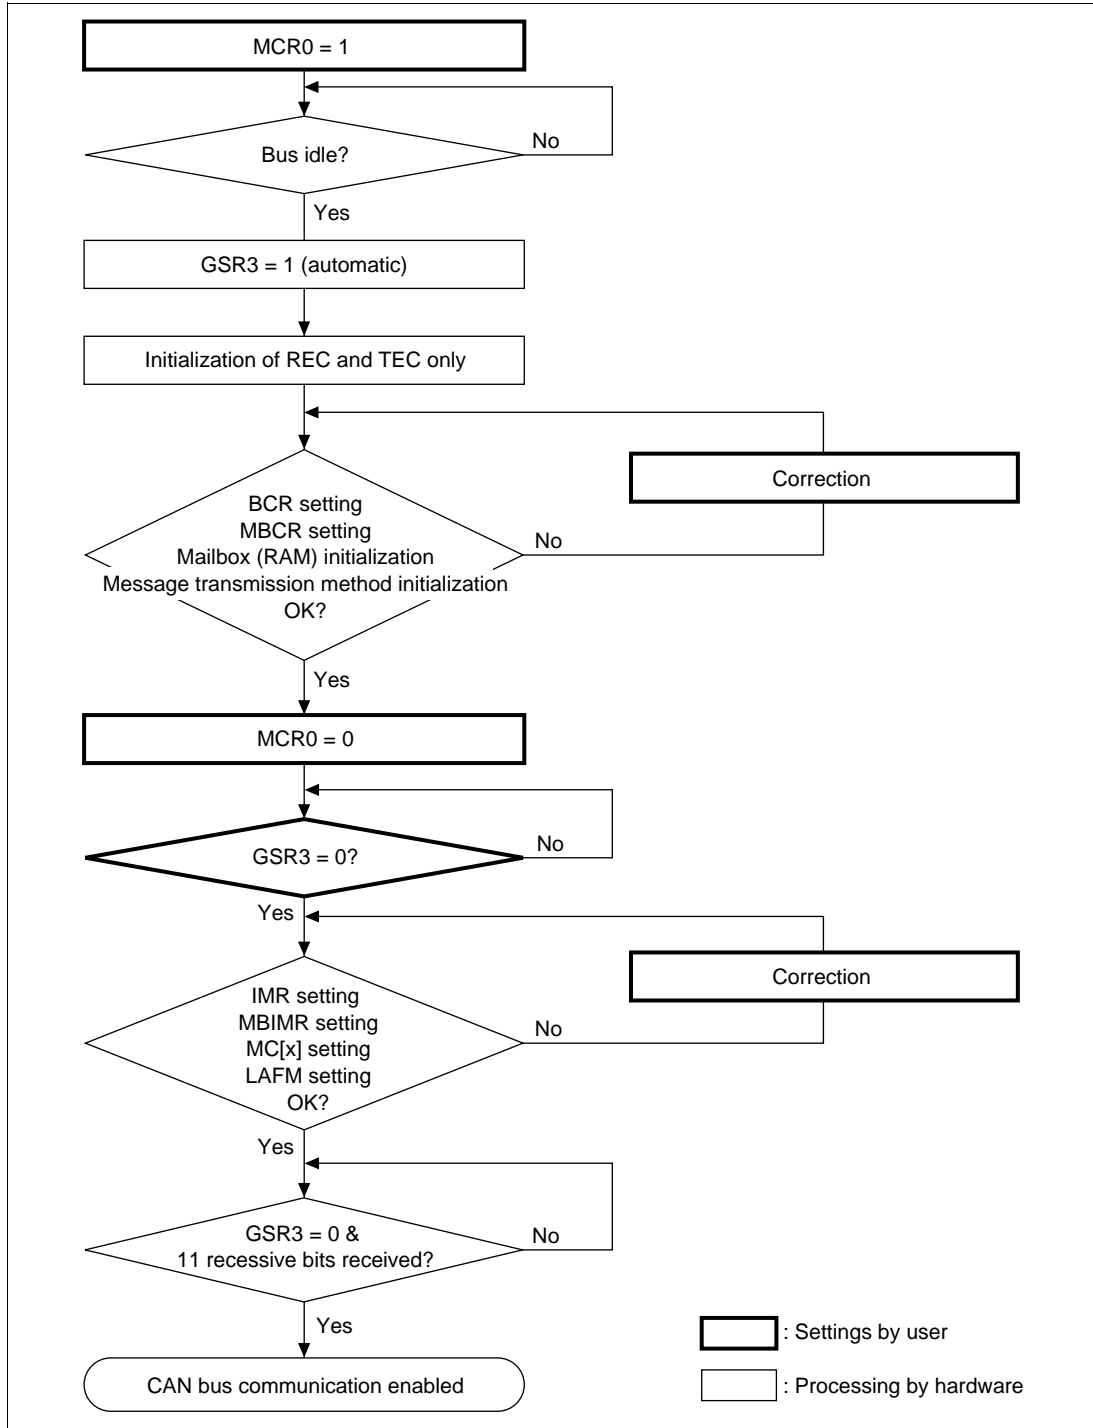 MCR0 = 1
Bus idle?
No
Yes
GSR3 = 1 (automatic)
Initialization of REC and TEC only
Correction
BCR setting
MBCR setting
Mailbox (RAM) initialization
Message transmission method initialization
OK?
No
Yes
MCR0 = 0
GSR3 = 0?
No
Yes
Correction
IMR setting
MBIMR setting
MC[x] setting
LAFM setting
OK?
No
Yes
GSR3 = 0 &
11 recessive bits received?
No
Yes
CAN bus communication enabled
: Settings by user
: Processing by hardware